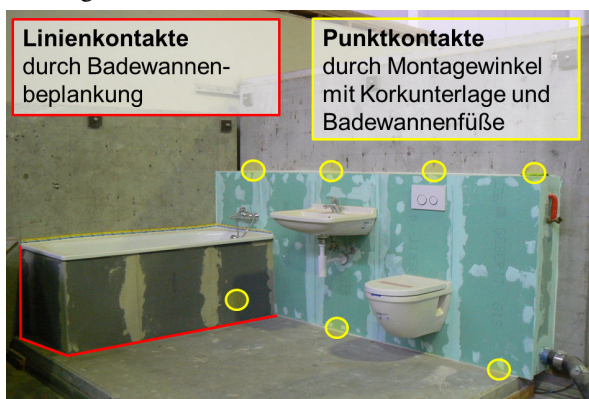 Linienkontakte
durch Badewannen-
beplankung
Punktkontakte
durch Montagewinkel
mit Korkunterlage und
Badewannenfüße